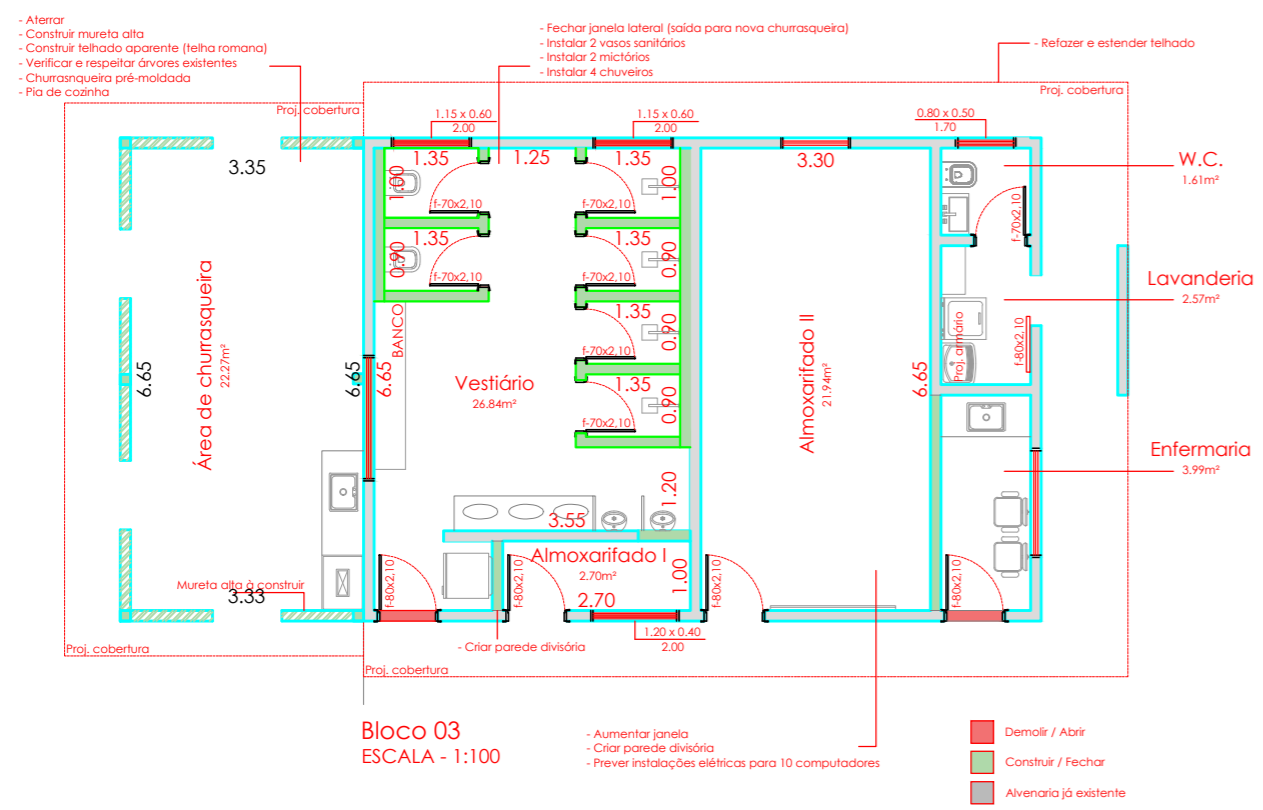 - Aterrar
- Construir mureta alta
- Construir telhado aparente (telha romana)
- Verificar e respeitar árvores existentes
- Churrasnqueira pré-moldada
- Pia de cozinha
- Fechar janela lateral (saída para nova churrasqueira)
- Instalar 2 vasos sanitários
- Instalar 2 mictórios
- Instalar 4 chuveiros
- Refazer e estender telhado
Proj. cobertura
Proj. cobertura
1.15 x 0.60
2.00
1.15 x 0.60
2.00
0.80 x 0.50
1.70
3.35
1.35
1.25
1.35
3.30
W.C.
1.61m²
1.00
1.00
f-70x2,10
f-70x2,10
f-70x2,10
1.35
1.35
0.90
0.90
f-70x2,10
f-70x2,10
Lavanderia
2.57m²
Área de churrasqueira
22.27m²
BANCO
1.35
0.90
f-70x2,10
Proj. armário
f-80x2,10
6.65
6.65
6.65
Vestiário
26.84m²
1.35
0.90
f-70x2,10
Almoxarifado II
21.94m²
6.65
Enfermaria
3.99m²
1.20
3.55
Almoxarifado I
2.70m²
1.00
2.70
f-80x2,10
f-80x2,10
f-80x2,10
f-80x2,10
Mureta alta à construir
3.33
1.20 x 0.40
2.00
- Criar parede divisória
Proj. cobertura
Proj. cobertura
Bloco 03
ESCALA - 1:100
- Aumentar janela
- Criar parede divisória
- Prever instalações elétricas para 10 computadores
Demolir / Abrir
Construir / Fechar
Alvenaria já existente